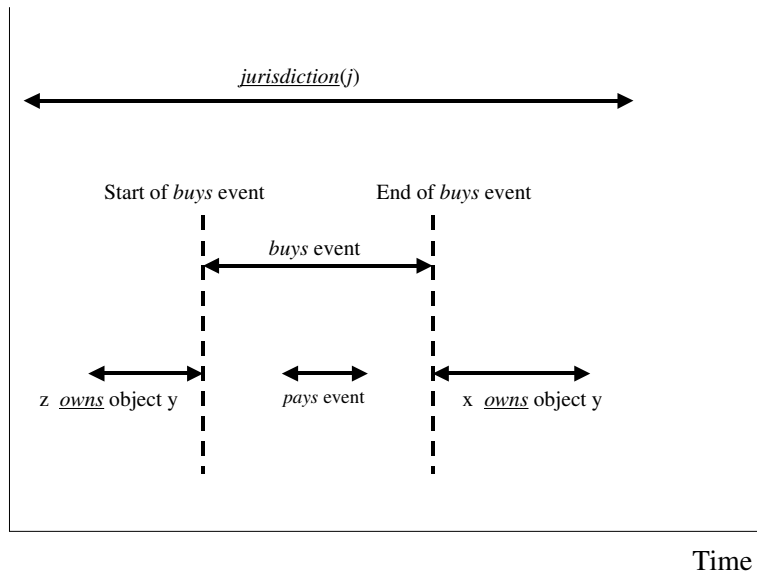 jurisdiction(j)
Start of buys event
End of buys event
buys event
z owns object y
pays event
x owns object y
Time